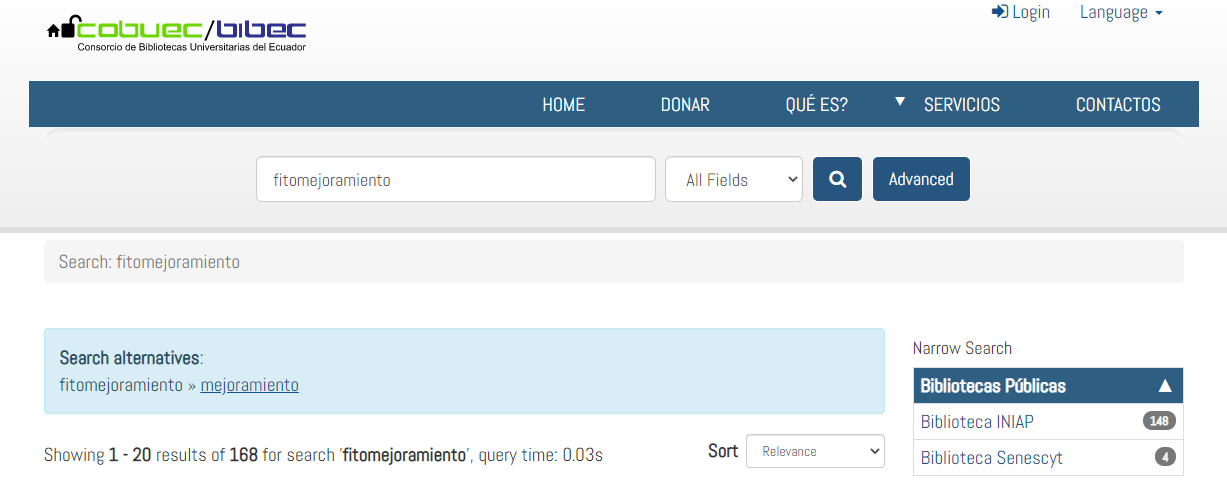 cobuec/bibec
Consorcio de Bibliotecas Universitarias del Ecuador
Login Language
HOME DONAR QUÉ ES? SERVICIOS CONTACTOS
fitomejoramiento All Fields Advanced
Search: fitomejoramiento
Search alternatives:
fitomejoramiento » mejoramiento
Showing 1 - 20 results of 168 for search 'fitomejoramiento', query time: 0.03s
Sort Relevance
Narrow Search
Bibliotecas Públicas
Biblioteca INIAP 148
Biblioteca Senescyt 4